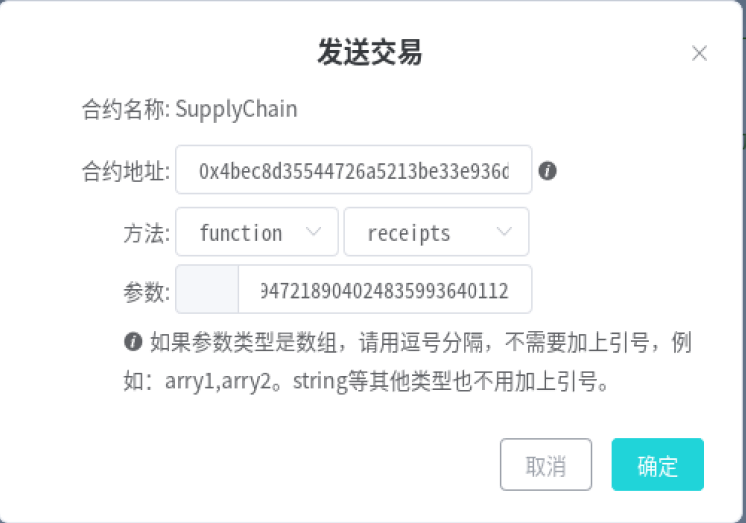 发送交易
合约名称: SupplyChain
合约地址: 0x4bec8d35544726a5213be33e936d
方法: function receipts
参数: 947218904024835993640112
如果参数类型是数组，请用逗号分隔，不需要加上引号，例
如：arry1,arry2。string等其他类型也不用加上引号。
取消 确定